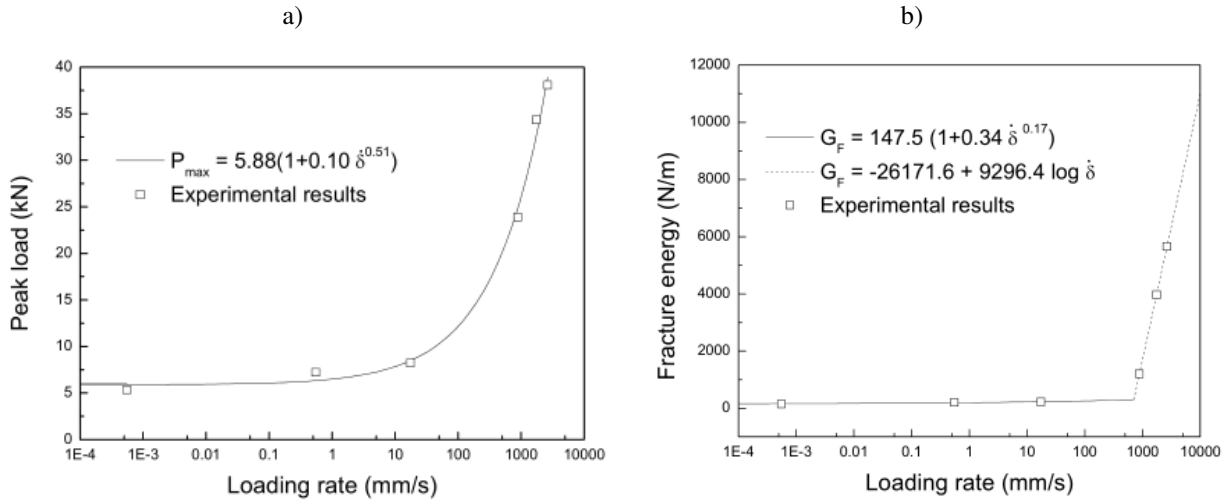 a)
40
35
30
25
20
15
10
5
0
Peak load (kN)
P_max = 5.88(1+0.10 δ̇^0.51)
Experimental results
1E-4 1E-3 0.01 0.1 1 10 100 1000 10000
Loading rate (mm/s)
b)
12000
10000
8000
6000
4000
2000
0
Fracture energy (N/m)
G_F = 147.5 (1+0.34 δ̇^0.17)
G_F = -26171.6 + 9296.4 log δ̇
Experimental results
1E-4 1E-3 0.01 0.1 1 10 100 1000 10000
Loading rate (mm/s)